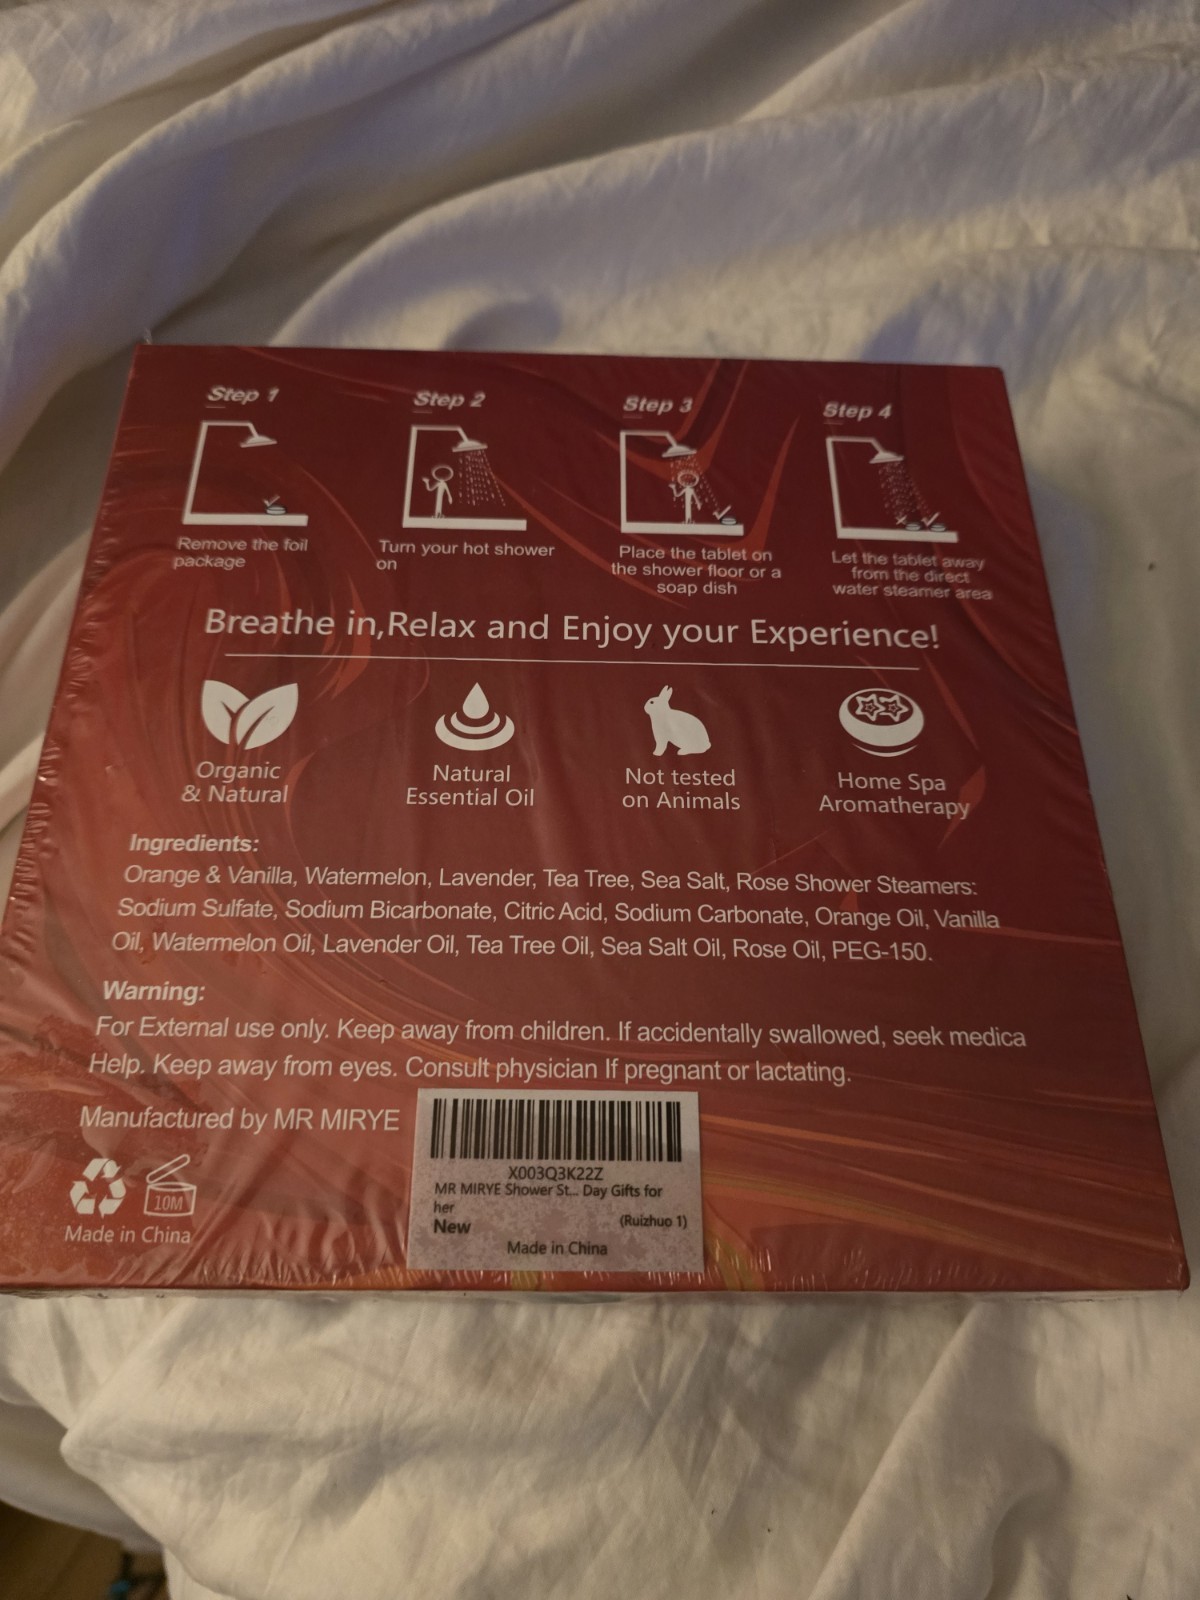 Step 1
Step 2
Step 3
Step 4
Remove the foil
package
Turn your hot shower
on
Place the tablet on
the shower floor or a
soap dish
Let the tablet away
from the direct
water steamer area
Breathe in,Relax and Enjoy your Experience!
Organic
& Natural
Natural
Essential Oil
Not tested
on Animals
Home Spa
Aromatherapy
Ingredients:
Orange & Vanilla, Watermelon, Lavender, Tea Tree, Sea Salt, Rose Shower Steamers:
Sodium Sulfate, Sodium Bicarbonate, Citric Acid, Sodium Carbonate, Orange Oil, Vanilla
Oil, Watermelon Oil, Lavender Oil, Tea Tree Oil, Sea Salt Oil, Rose Oil, PEG-150.
Warning:
For External use only. Keep away from children. If accidentally swallowed, seek medica
Help. Keep away from eyes. Consult physician If pregnant or lactating.
Manufactured by MR MIRYE
10M
Made in China
X003Q3K22Z
MR MIRYE Shower St... Day Gifts for
her
New
(Ruizhuo 1)
Made in China